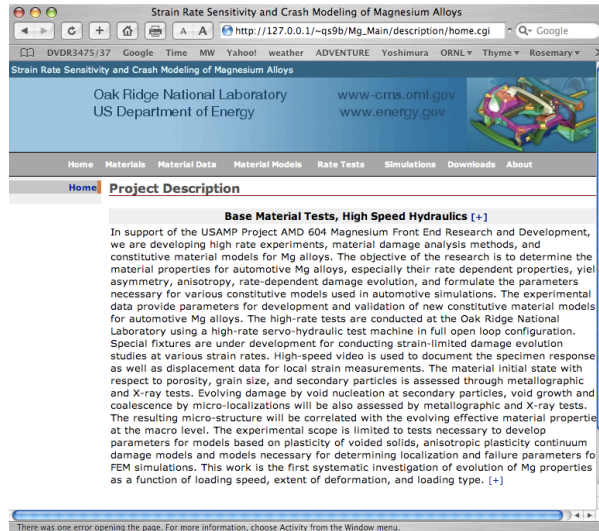 Strain Rate Sensitivity and Crash Modeling of Magnesium Alloys
A A http://127.0.0.1/~qs9b/Mg_Main/description/home.cgi Q- Google
DVDR3475/37 Google Time MW Yahoo! weather ADVENTURE Yoshimura ORNL Thyme Rosemary
Strain Rate Sensitivity and Crash Modeling of Magnesium Alloys
Oak Ridge National Laboratory www-cms.ornl.gov
US Department of Energy www.energy.gov
Home Materials Material Data Material Models Rate Tests Simulations Downloads About
Home Project Description
Base Material Tests, High Speed Hydraulics [+]
In support of the USAMP Project AMD 604 Magnesium Front End Research and Development,
we are developing high rate experiments, material damage analysis methods, and
constitutive material models for Mg alloys. The objective of the research is to determine the
material properties for automotive Mg alloys, especially their rate dependent properties, yiel
asymmetry, anisotropy, rate-dependent damage evolution, and formulate the parameters
necessary for various constitutive models used in automotive simulations. The experimental
data provide parameters for development and validation of new constitutive material models
for automotive Mg alloys. The high-rate tests are conducted at the Oak Ridge National
Laboratory using a high-rate servo-hydraulic test machine in full open loop configuration.
Special fixtures are under development for conducting strain-limited damage evolution
studies at various strain rates. High-speed video is used to document the specimen response
as well as displacement data for local strain measurements. The material initial state with
respect to porosity, grain size, and secondary particles is assessed through metallographic
and X-ray tests. Evolving damage by void nucleation at secondary particles, void growth and
coalescence by micro-localizations will be also assessed by metallographic and X-ray tests.
The resulting micro-structure will be correlated with the evolving effective material propertie
at the macro level. The experimental scope is limited to tests necessary to develop
parameters for models based on plasticity of voided solids, anisotropic plasticity continuum
damage models and models necessary for determining localization and failure parameters fo
FEM simulations. This work is the first systematic investigation of evolution of Mg properties
as a function of loading speed, extent of deformation, and loading type. [+]
There was one error opening the page. For more information, choose Activity from the Window menu.